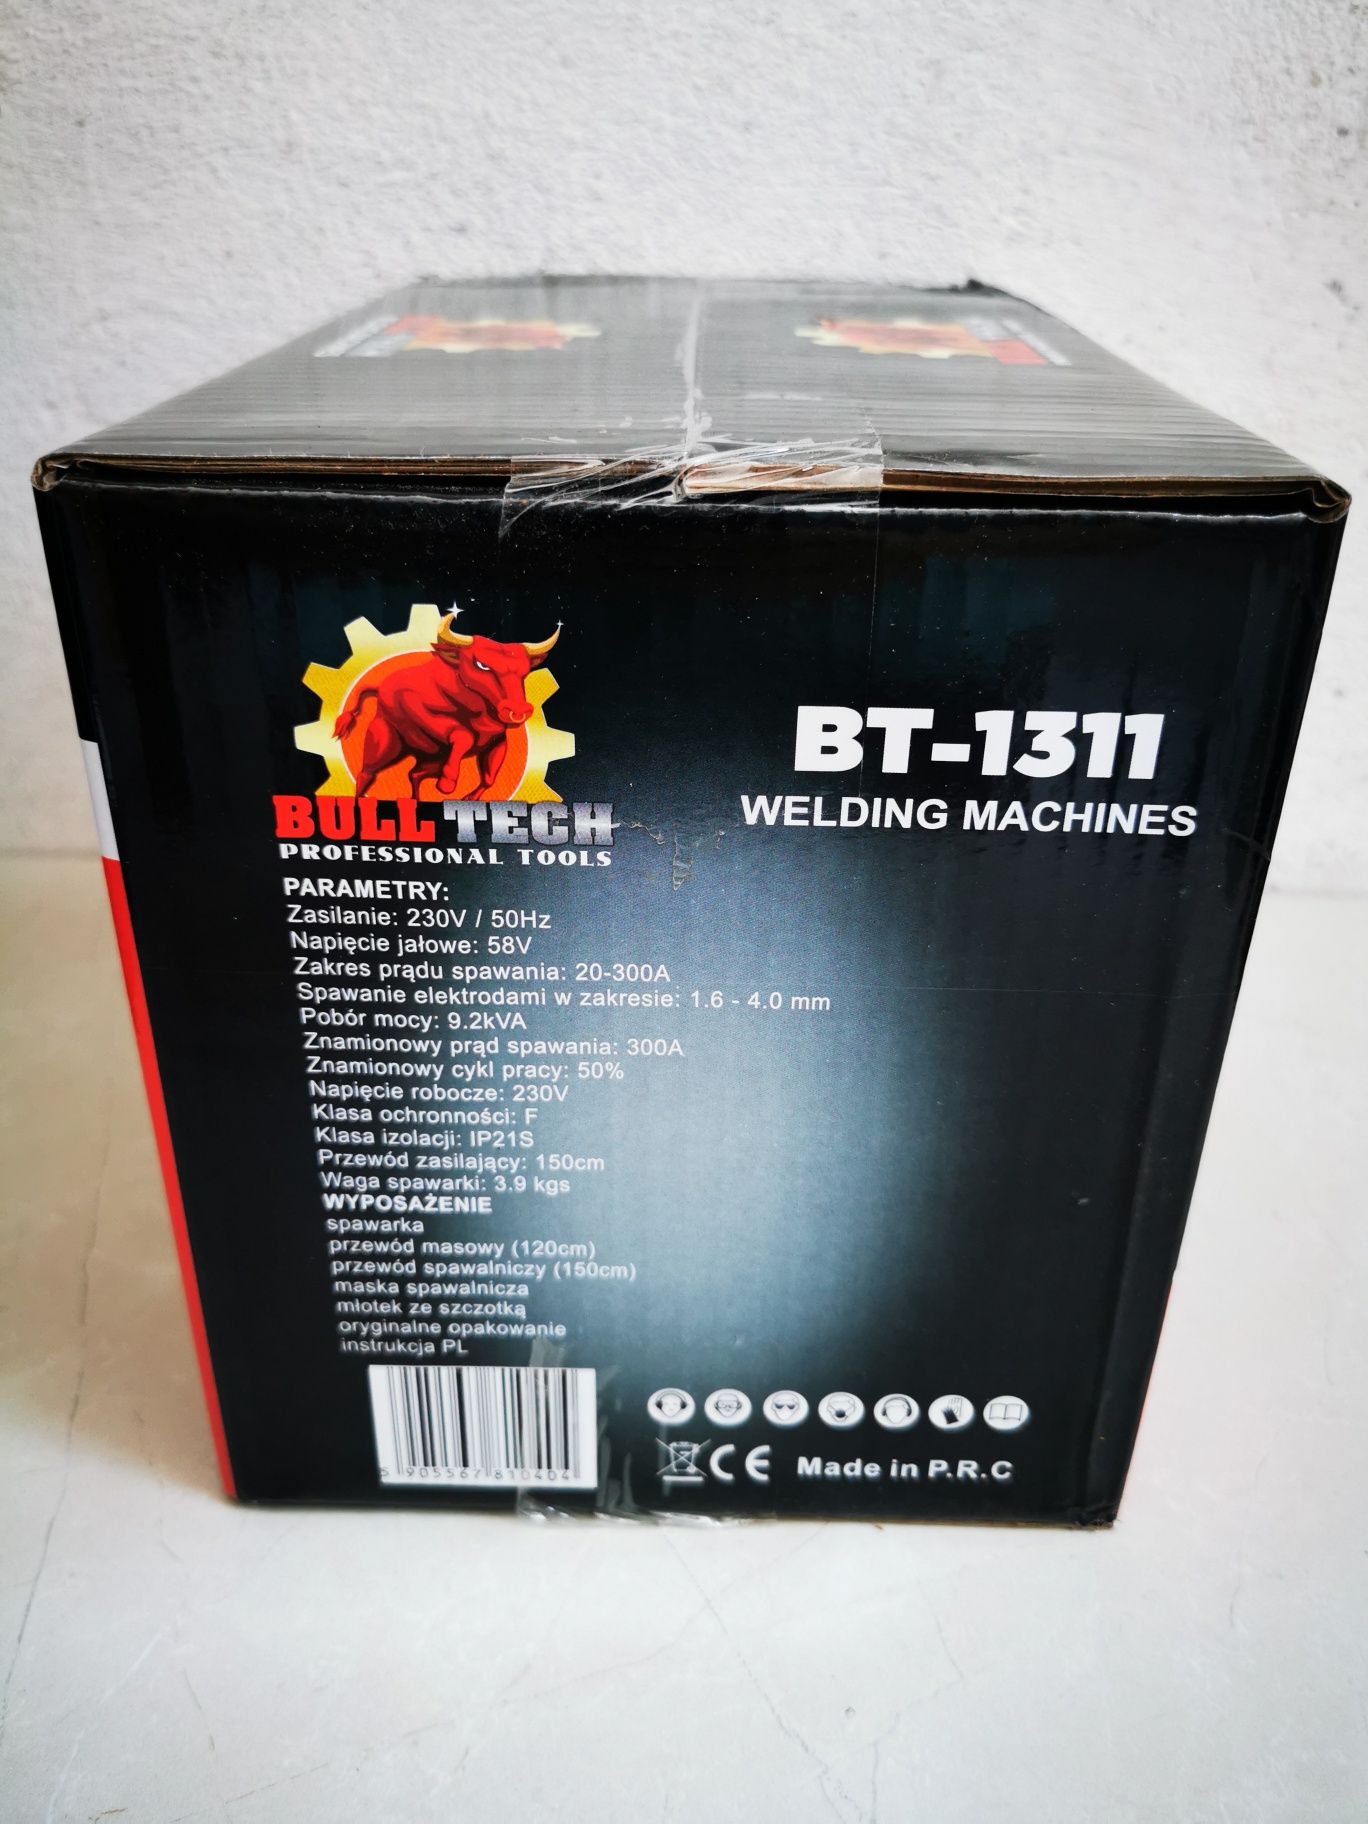 BULL TECH
PROFESSIONAL TOOLS
BT-1311
WELDING MACHINES
PARAMETRY:
Zasilanie: 230V / 50Hz
Napięcie jałowe: 58V
Zakres prądu spawania: 20-300A
Spawanie elektrodami w zakresie: 1.6 - 4.0 mm
Pobór mocy: 9.2kVA
Znamionowy prąd spawania: 300A
Znamionowy cykl pracy: 50%
Napięcie robocze: 230V
Klasa ochronności: F
Klasa izolacji: IP21S
Przewód zasilający: 150cm
Waga spawarki: 3.9 kgs
WYPOSAŻENIE
spawarka
przewód masowy (120cm)
przewód spawalniczy (150cm)
maska spawalnicza
młotek ze szczotką
oryginalne opakowanie
instrukcja PL
5 905567 810404
CE Made in P.R.C